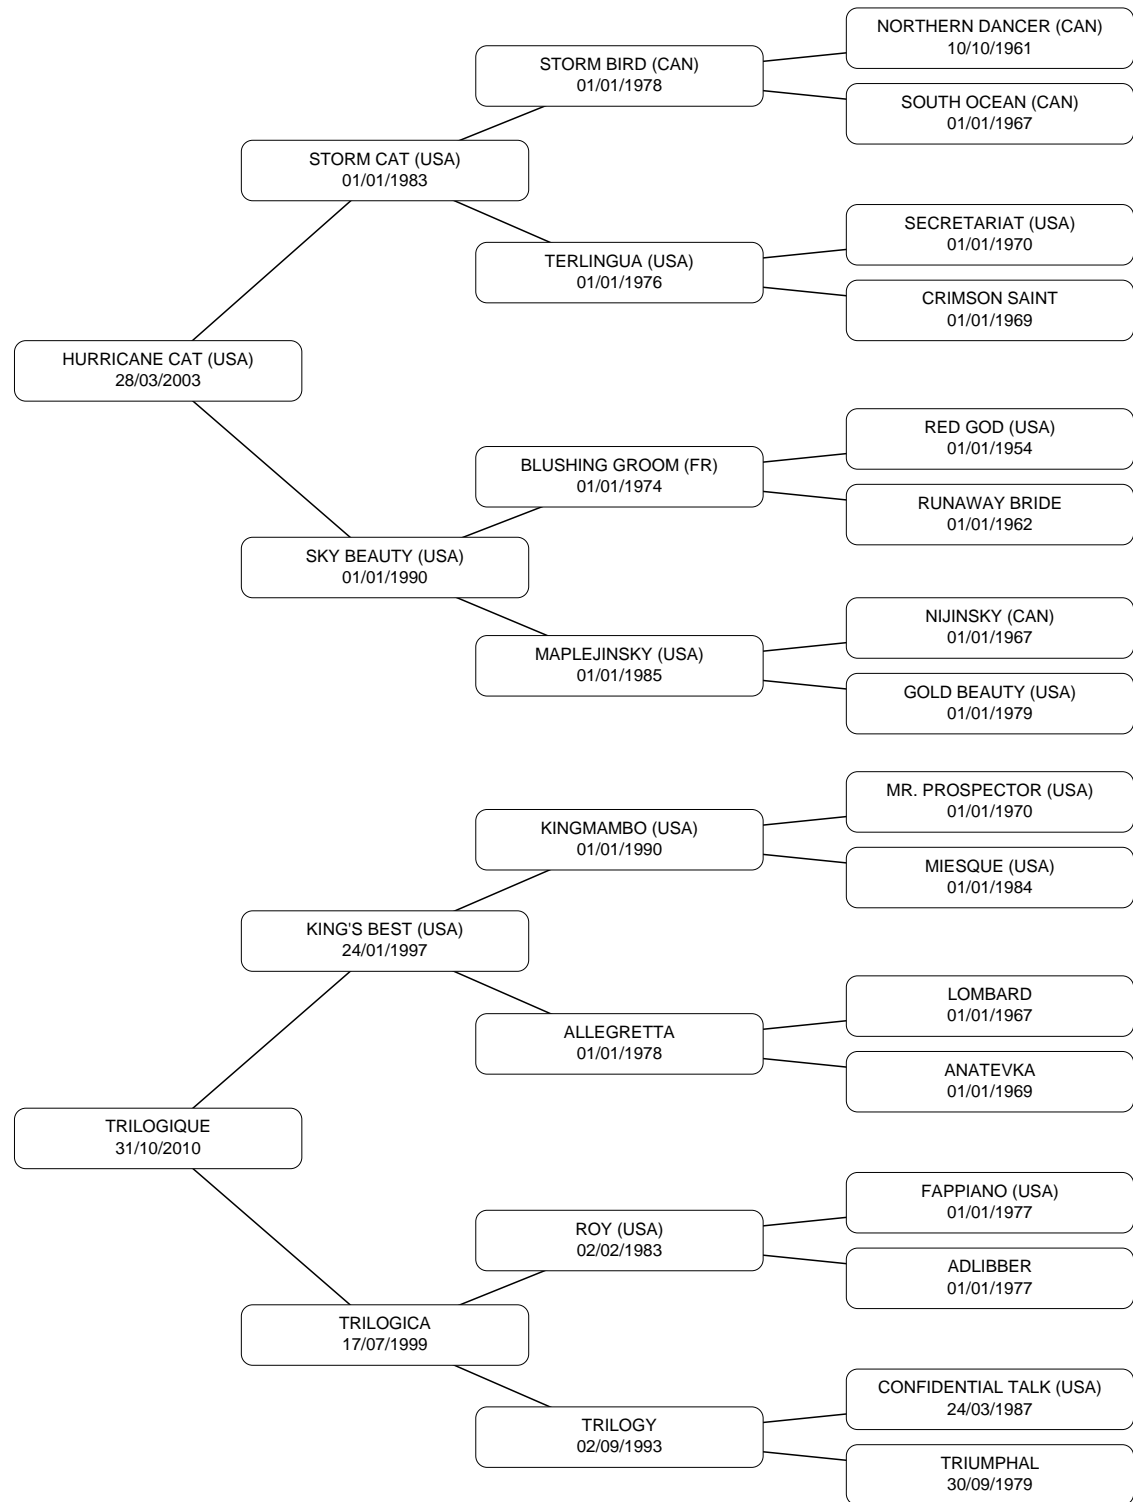 NORTHERN DANCER (CAN)
10/10/1961
STORM BIRD (CAN)
01/01/1978
SOUTH OCEAN (CAN)
01/01/1967
STORM CAT (USA)
01/01/1983
SECRETARIAT (USA)
01/01/1970
TERLINGUA (USA)
01/01/1976
CRIMSON SAINT
01/01/1969
HURRICANE CAT (USA)
28/03/2003
RED GOD (USA)
01/01/1954
BLUSHING GROOM (FR)
01/01/1974
RUNAWAY BRIDE
01/01/1962
SKY BEAUTY (USA)
01/01/1990
NIJINSKY (CAN)
01/01/1967
MAPLEJINSKY (USA)
01/01/1985
GOLD BEAUTY (USA)
01/01/1979
MR. PROSPECTOR (USA)
01/01/1970
KINGMAMBO (USA)
01/01/1990
MIESQUE (USA)
01/01/1984
KING'S BEST (USA)
24/01/1997
LOMBARD
01/01/1967
ALLEGRETTA
01/01/1978
ANATEVKA
01/01/1969
TRILOGIQUE
31/10/2010
FAPPIANO (USA)
01/01/1977
ROY (USA)
02/02/1983
ADLIBBER
01/01/1977
TRILOGICA
17/07/1999
CONFIDENTIAL TALK (USA)
24/03/1987
TRILOGY
02/09/1993
TRIUMPHAL
30/09/1979